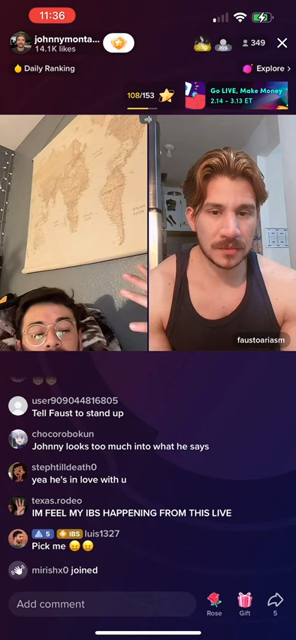 11:36
johnnymonta...
14.1K likes
349
Daily Ranking
Explore >
108/153
Go LIVE, Make Money
2.14 - 3.13 ET
faustoariasm
user909044816805
Tell Faust to stand up
chocorobokun
Johnny looks too much into what he says
stephtilldeath0
yea he's in love with u
texas.rodeo
IM FEEL MY IBS HAPPENING FROM THIS LIVE
5 IBS luis1327
Pick me 😖😖
mirishx0 joined
Add comment
Rose
Gift
5